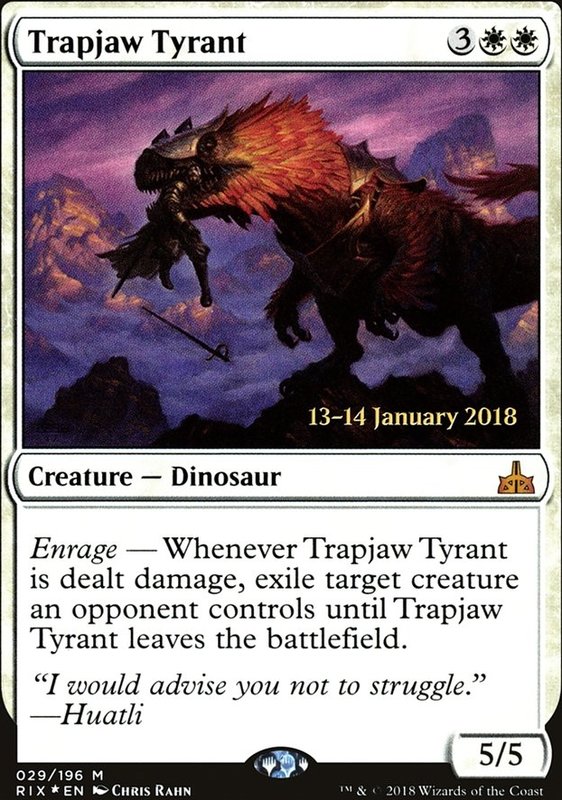 Trapjaw Tyrant 3
13–14 January 2018
Creature — Dinosaur
Enrage — Whenever Trapjaw Tyrant
is dealt damage, exile target creature
an opponent controls until Trapjaw
Tyrant leaves the battlefield.
“I would advise you not to struggle.”
—Huatli
5/5
029/196 M
RIX★EN Chris Rahn
™ & © 2018 Wizards of the Coast